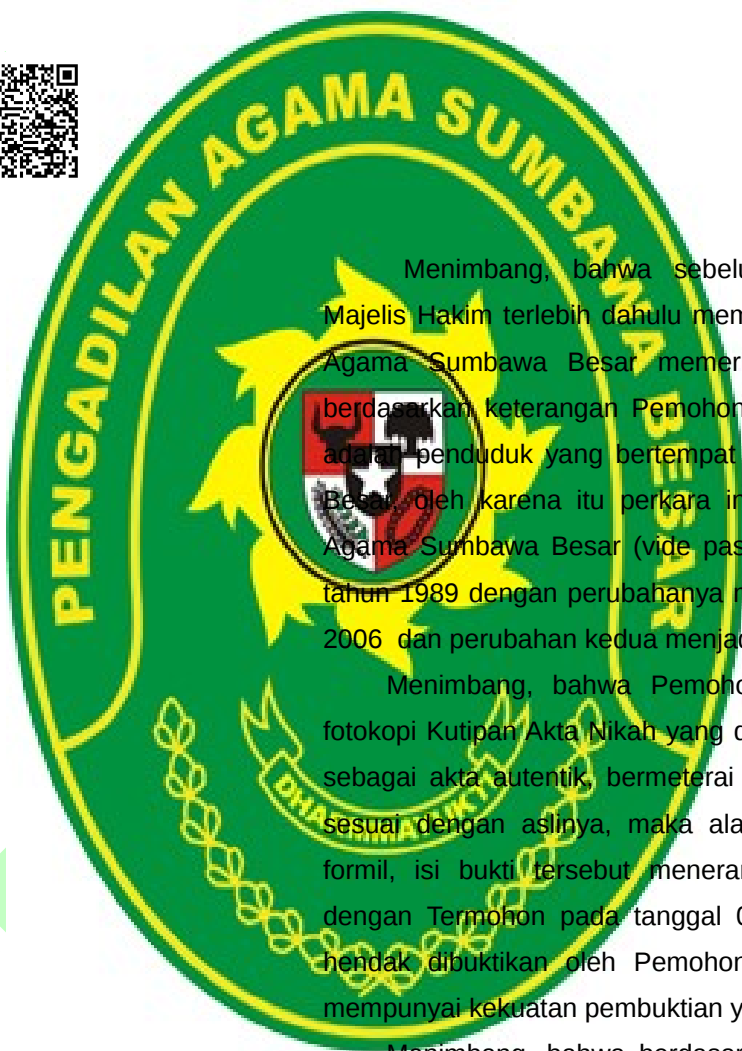 PENGADILAN AGAMA SUMBAWA BESAR
Menimbang, bahwa sebelu
Majelis Hakim terlebih dahulu mem
Agama Sumbawa Besar memer
berdasarkan keterangan Pemohon
adalah penduduk yang bertempat
Besar, oleh karena itu perkara in
Agama Sumbawa Besar (vide pas
tahun 1989 dengan perubahanya m
2006 dan perubahan kedua menjad
Menimbang, bahwa Pemoho
fotokopi Kutipan Akta Nikah yang d
sebagai akta autentik, bermeterai
sesuai dengan aslinya, maka ala
formil, isi bukti tersebut meneran
dengan Termohon pada tanggal 0
hendak dibuktikan oleh Pemohon
mempunyai kekuatan pembuktian y
Menimbang, bahwa berdasar
DHARMMAYUKTI